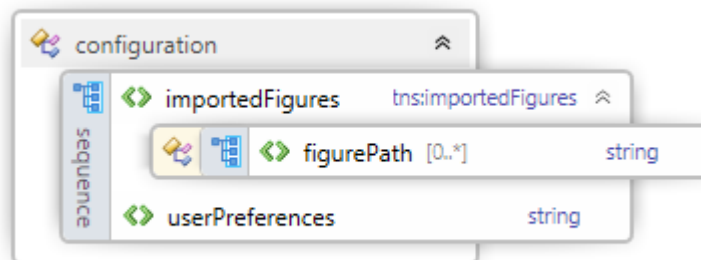 configuration
importedFigures tns:importedFigures
sequence
figurePath [0..*] string
userPreferences string